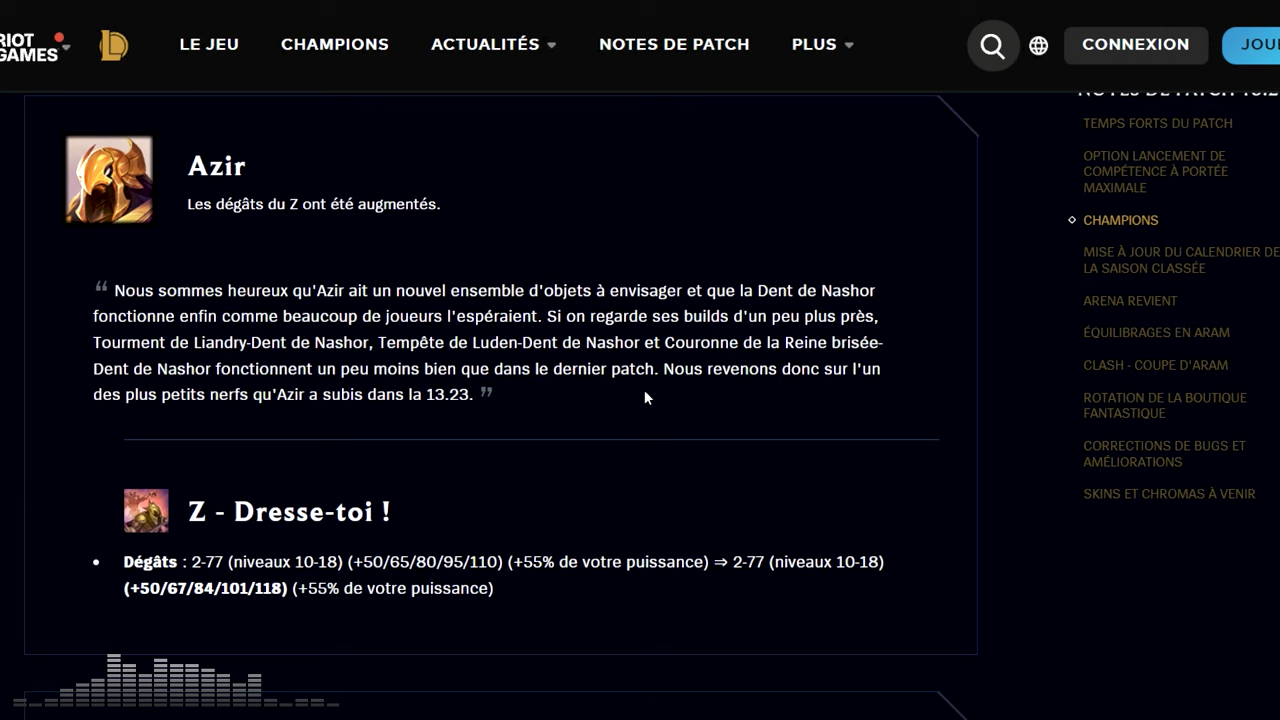 RIOT
GAMES
LE JEU
CHAMPIONS
ACTUALITÉS
NOTES DE PATCH
PLUS
CONNEXION
JOU
Azir
Les dégâts du Z ont été augmentés.
“ Nous sommes heureux qu'Azir ait un nouvel ensemble d'objets à envisager et que la Dent de Nashor
fonctionne enfin comme beaucoup de joueurs l'espéraient. Si on regarde ses builds d'un peu plus près,
Tourment de Liandry-Dent de Nashor, Tempête de Luden-Dent de Nashor et Couronne de la Reine brisée-
Dent de Nashor fonctionnent un peu moins bien que dans le dernier patch. Nous revenons donc sur l'un
des plus petits nerfs qu'Azir a subis dans la 13.23. ”
Z - Dresse-toi !
• Dégâts : 2-77 (niveaux 10-18) (+50/65/80/95/110) (+55% de votre puissance) ⇒ 2-77 (niveaux 10-18)
(+50/67/84/101/118) (+55% de votre puissance)
NOTES DE PATCH
TEMPS FORTS DU PATCH
OPTION LANCEMENT DE
COMPÉTENCE À PORTÉE
MAXIMALE
CHAMPIONS
MISE À JOUR DU CALENDRIER DE
LA SAISON CLASSÉE
ARENA REVIENT
ÉQUILIBRAGES EN ARAM
CLASH - COUPE D'ARAM
ROTATION DE LA BOUTIQUE
FANTASTIQUE
CORRECTIONS DE BUGS ET
AMÉLIORATIONS
SKINS ET CHROMAS À VENIR